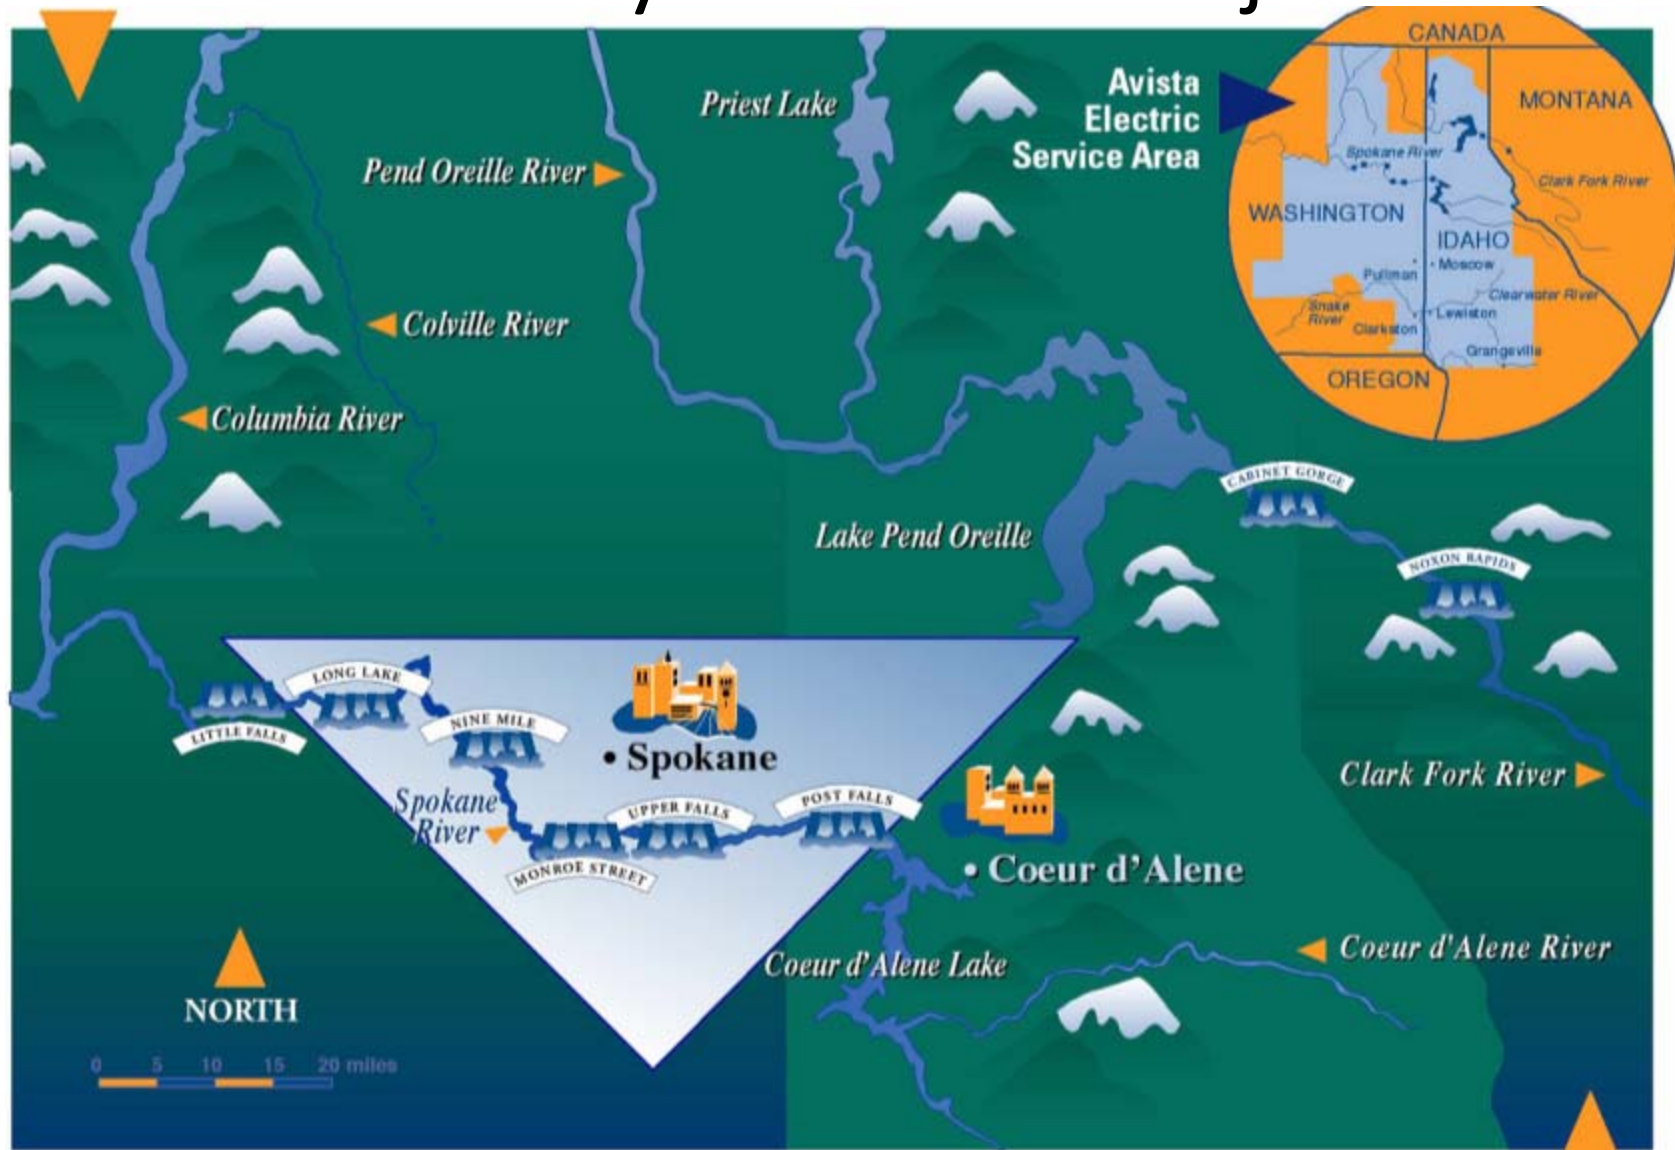 CANADA
Avista
Electric
Service Area
MONTANA
Priest Lake
Spokane River
Pend Oreille River
Clark Fork River
WASHINGTON
IDAHO
Pullman
Moscow
Clearwater River
Snake
River
Lewiston
Clarkston
Grangeville
OREGON
Colville River
Columbia River
CABINET GORGE
Lake Pend Oreille
NOXON RAPIDS
LONG LAKE
LITTLE FALLS
NINE MILE
• Spokane
Clark Fork River
Spokane
River
UPPER FALLS
POST FALLS
MONROE STREET
• Coeur d'Alene
Coeur d'Alene Lake
Coeur d'Alene River
NORTH
0 5 10 15 20 miles